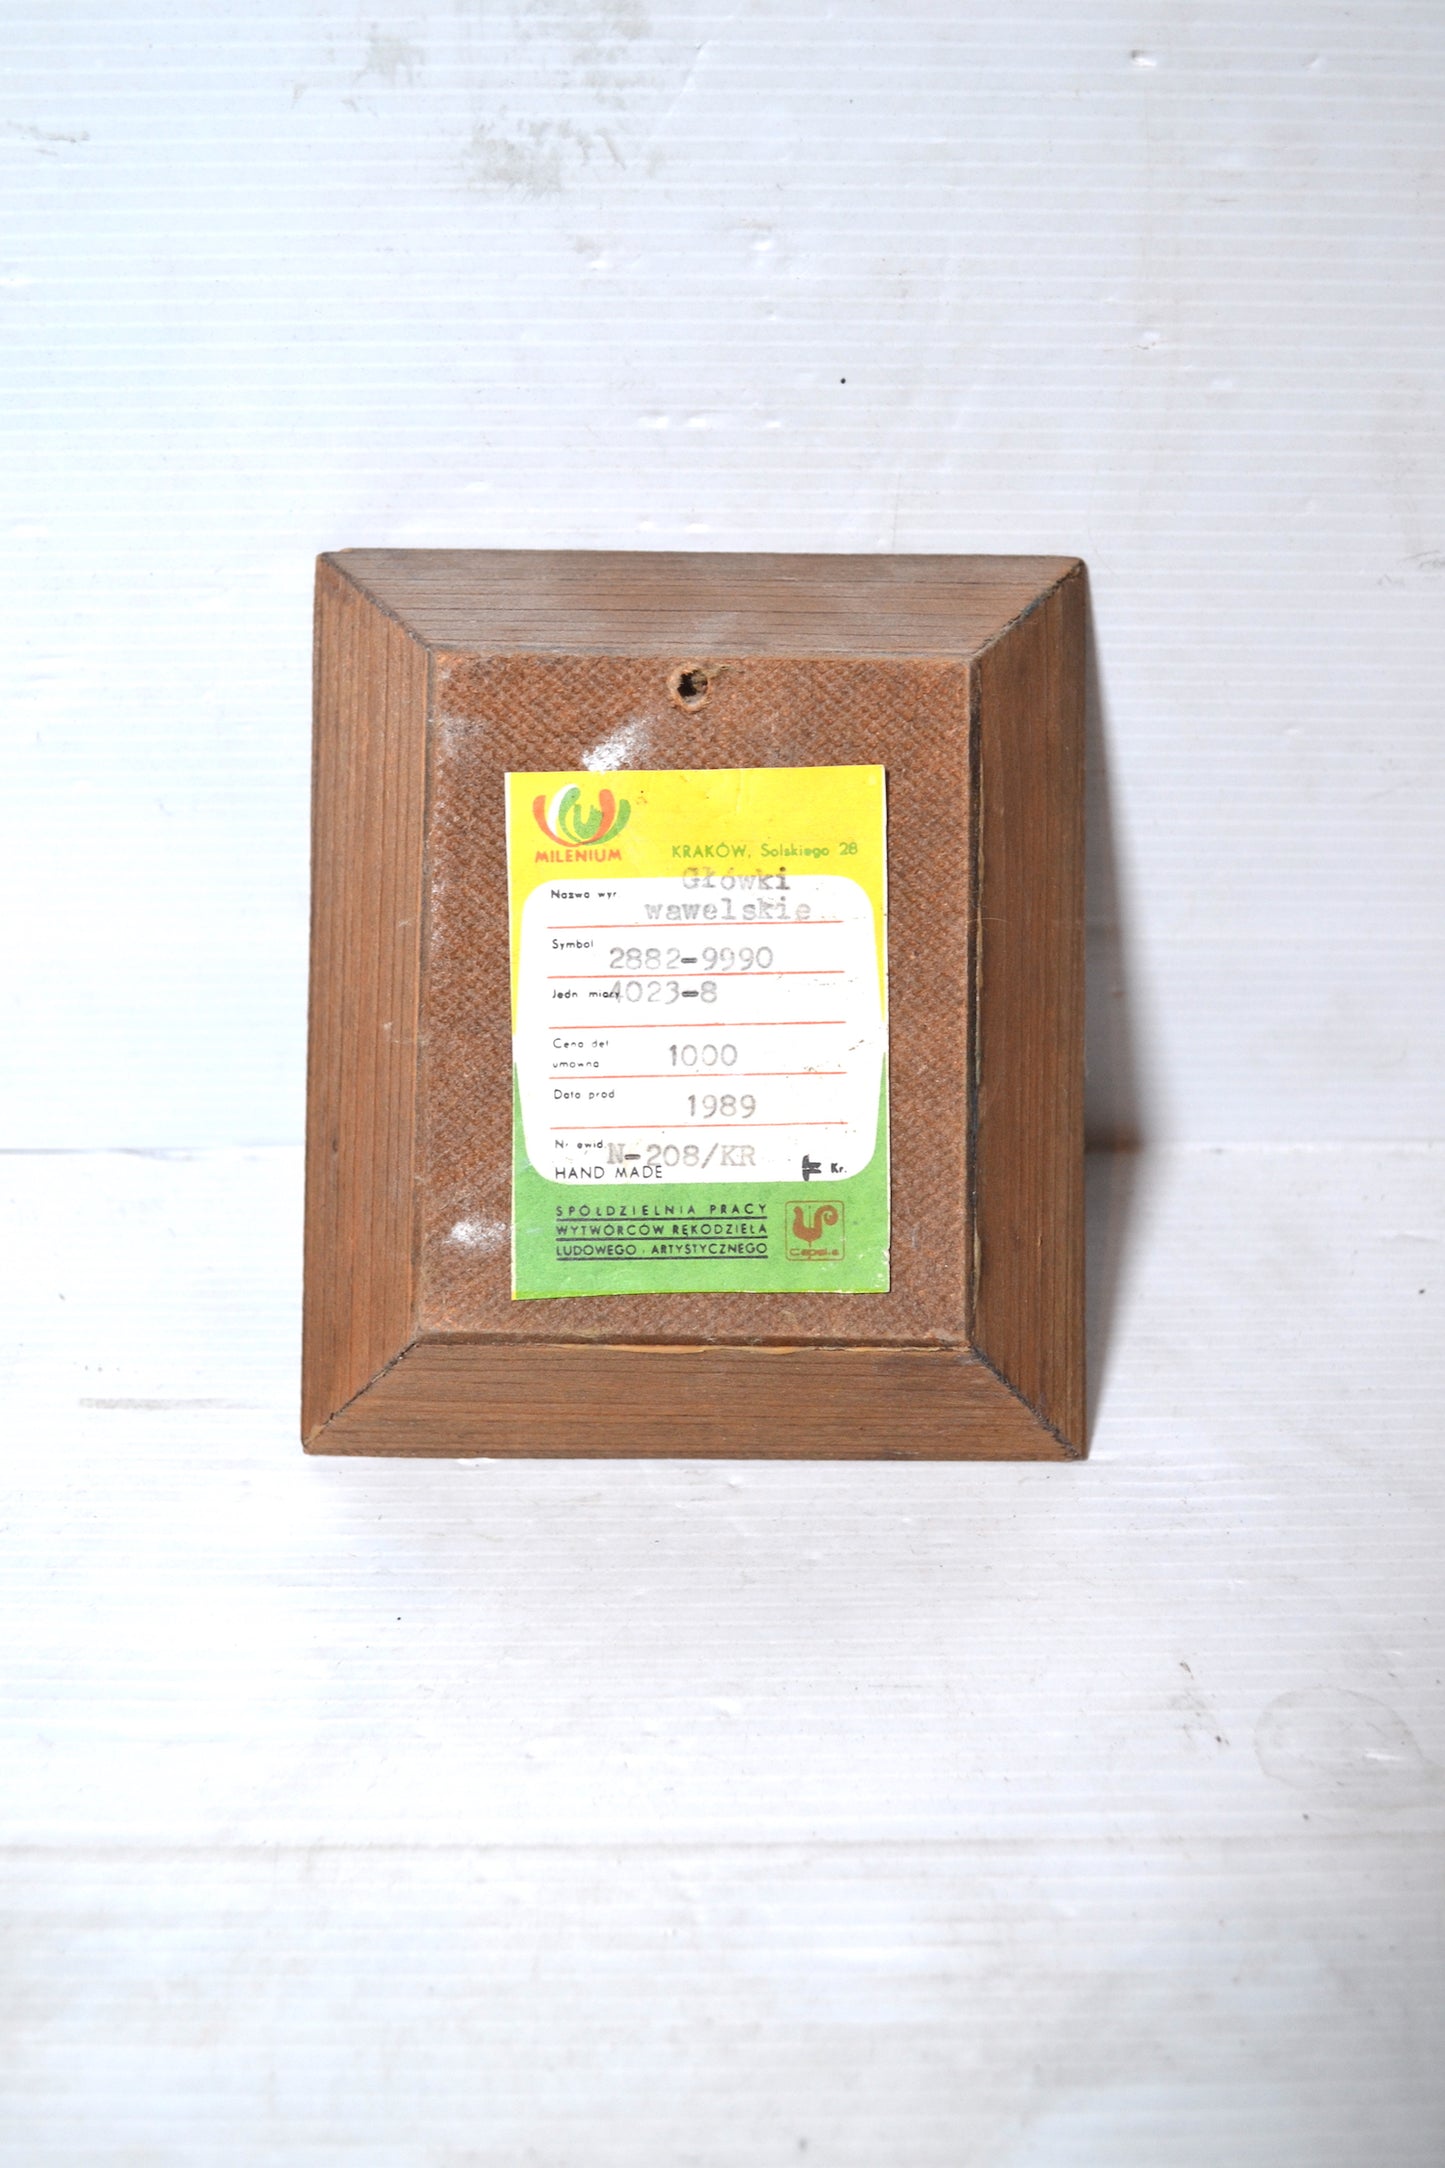 MILENIUM
KRAKÓW, Solskiego 28
Nazwa wyr. Główki
wawelskie
Symbol 2882-9990
Jedn miary 4023-8
Cena det 1000
umowna
Data prod 1989
Nr ewid. N-208/KR
HAND MADE Kr.
SPÓŁDZIELNIA PRACY
WYTWÓRCÓW RĘKODZIEŁA
LUDOWEGO I ARTYSTYCZNEGO
Cepelia